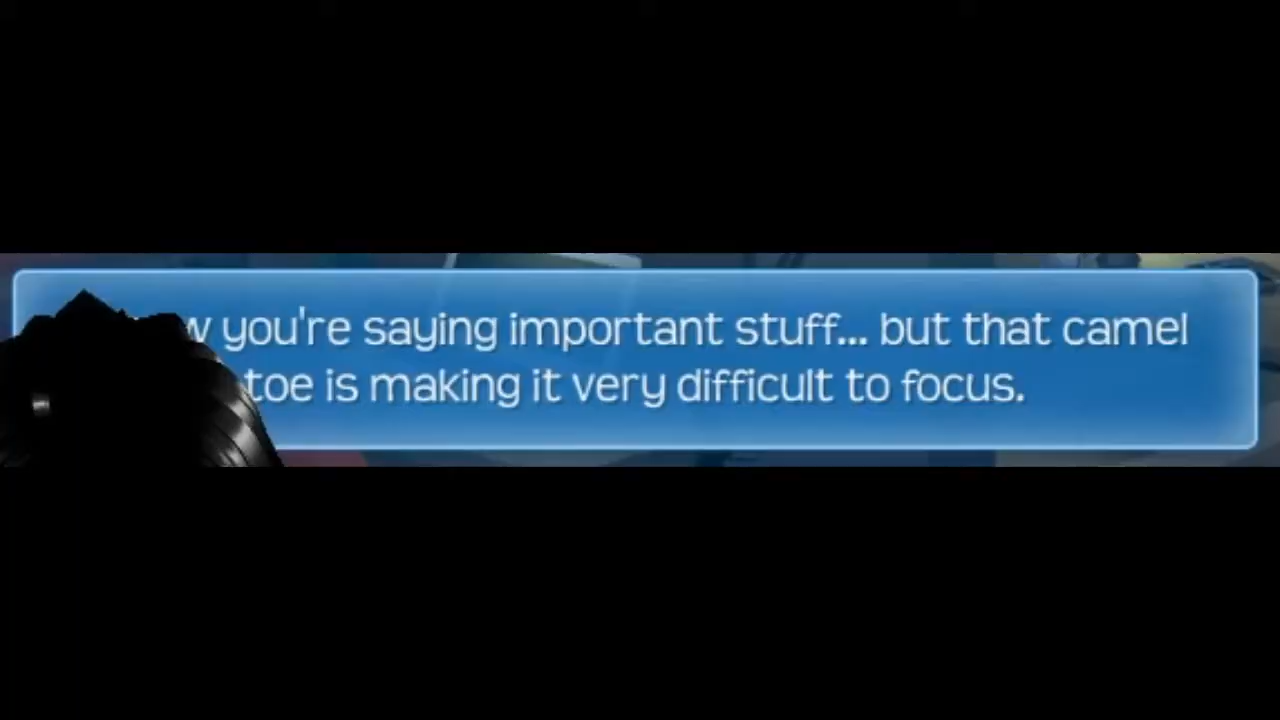 you're saying important stuff... but that camel
toe is making it very difficult to focus.